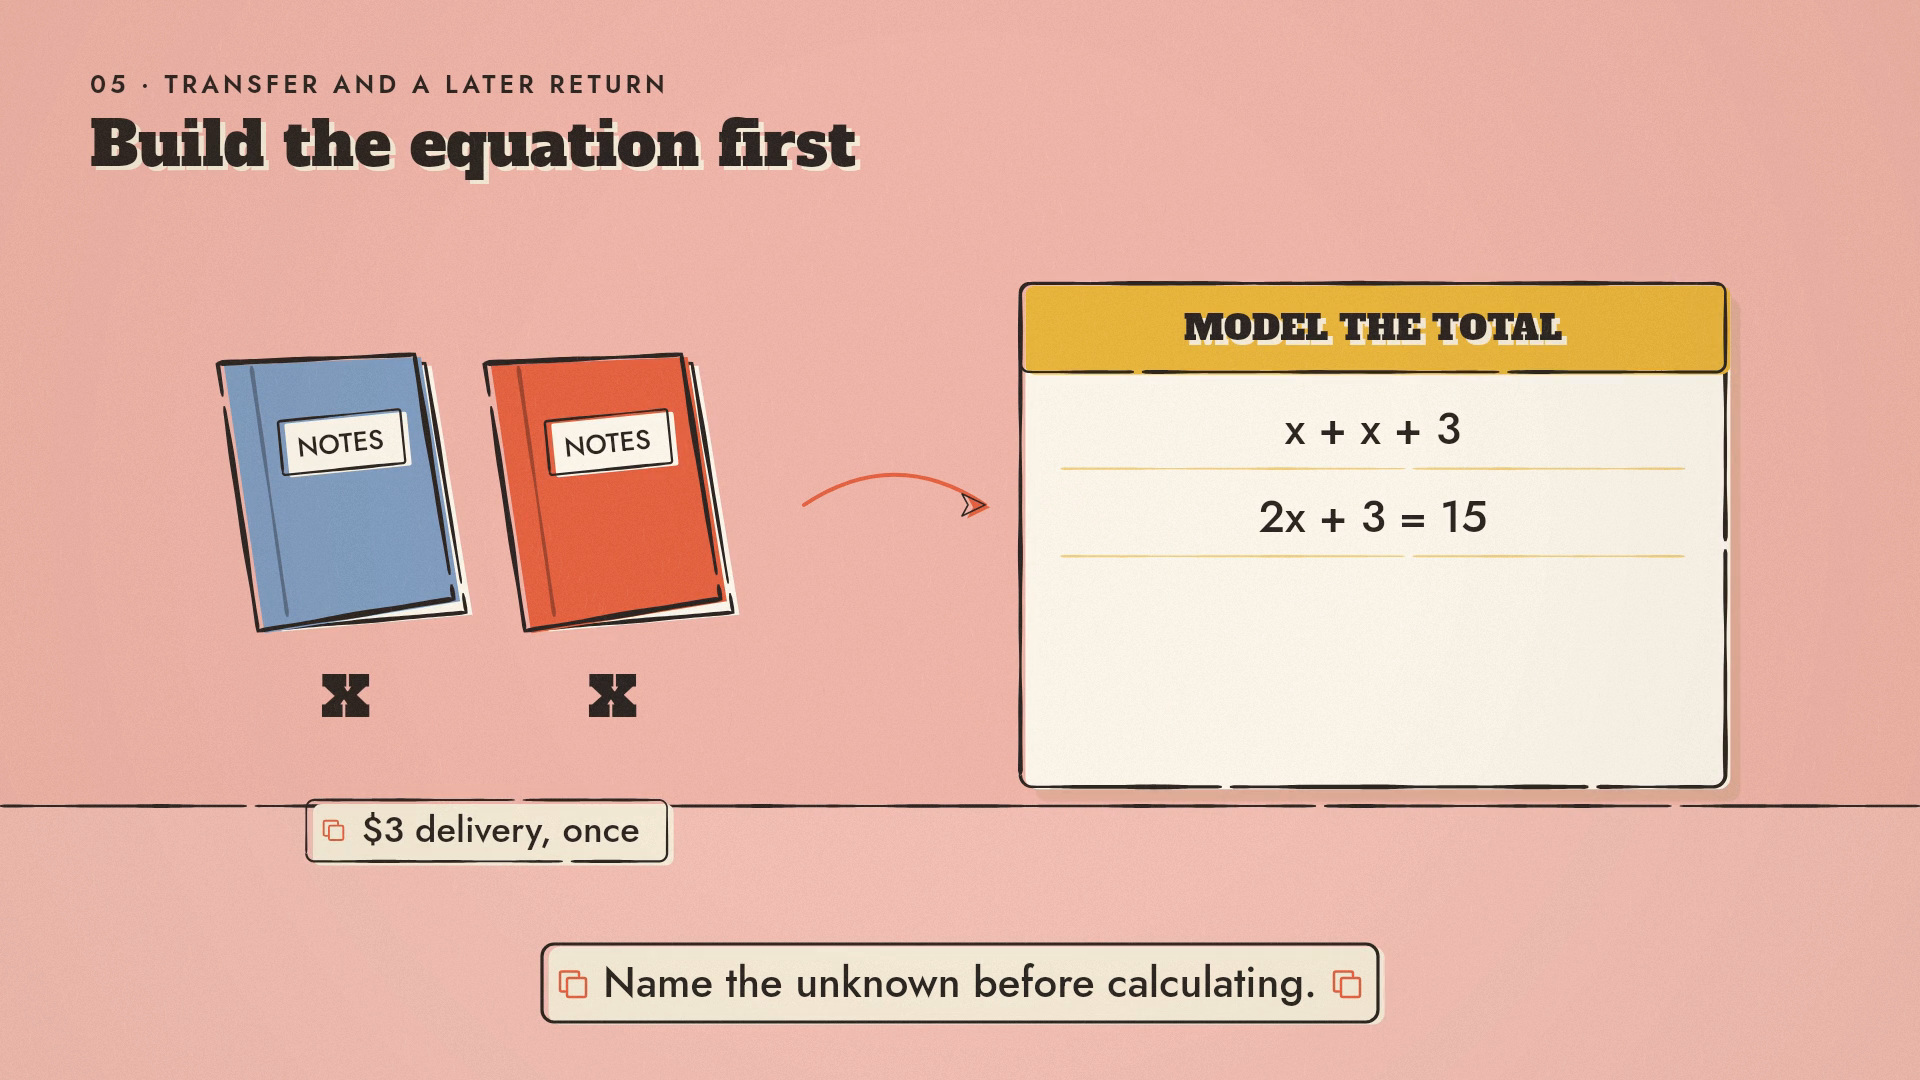 05 · TRANSFER AND A LATER RETURN
Build the equation first
NOTES
NOTES
x
x
$3 delivery, once
MODEL THE TOTAL
x + x + 3
2x + 3 = 15
Name the unknown before calculating.